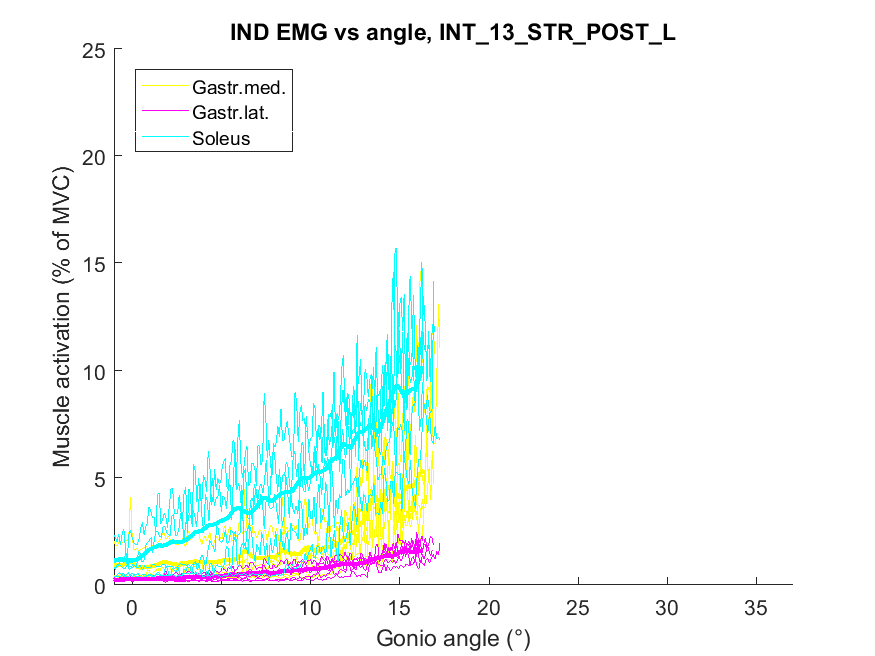 IND EMG vs angle, INT_13_STR_POST_L
25
20
15
10
5
0
Muscle activation (% of MVC)
Gastr.med.
Gastr.lat.
Soleus
0 5 10 15 20 25 30 35
Gonio angle (°)